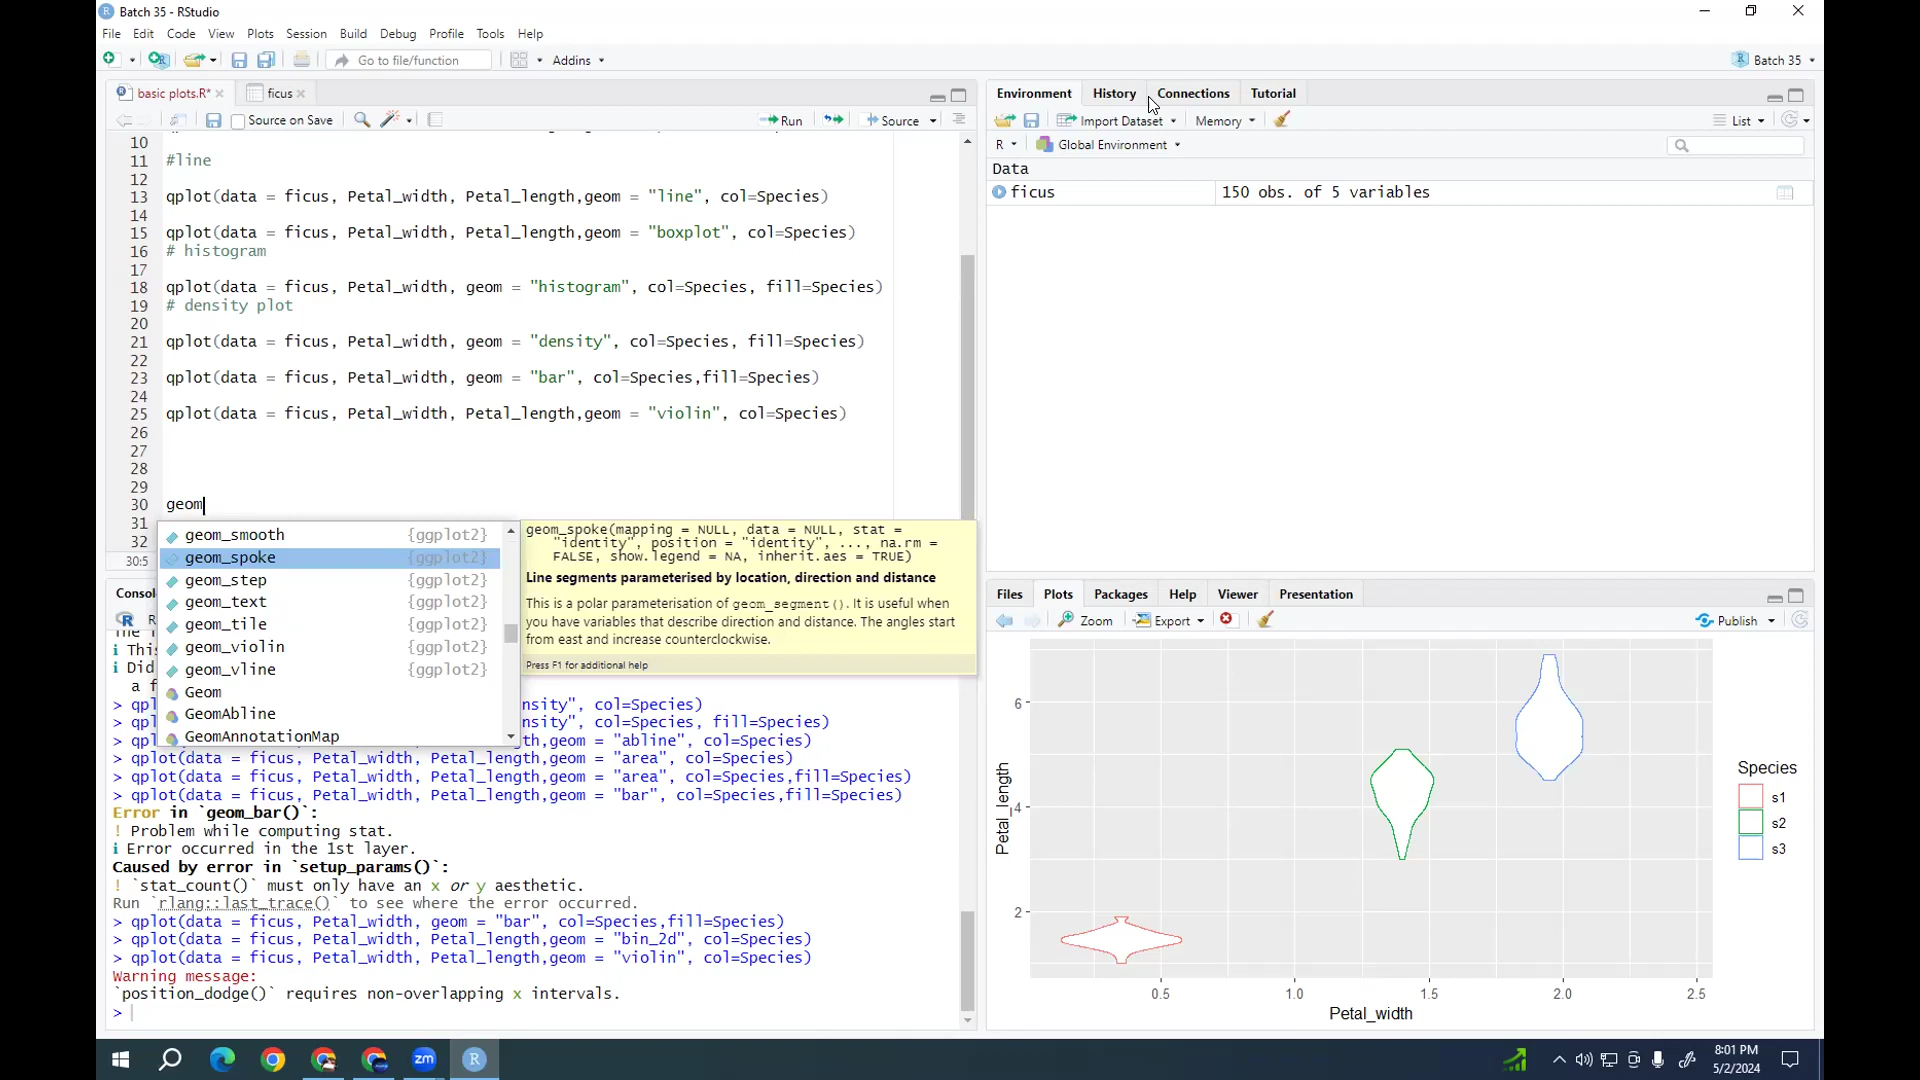 Batch 35 - RStudio
File Edit Code View Plots Session Build Debug Profile Tools Help
Go to file/function Addins Batch 35
basic plots.R* ficus
Source on Save Run Source
10
11 #line
12
13 qplot(data = ficus, Petal_width, Petal_length,geom = "line", col=Species)
14
15 qplot(data = ficus, Petal_width, Petal_length,geom = "boxplot", col=Species)
16 # histogram
17
18 qplot(data = ficus, Petal_width, geom = "histogram", col=Species, fill=Species)
19 # density plot
20
21 qplot(data = ficus, Petal_width, geom = "density", col=Species, fill=Species)
22
23 qplot(data = ficus, Petal_width, geom = "bar", col=Species,fill=Species)
24
25 qplot(data = ficus, Petal_width, Petal_length,geom = "violin", col=Species)
26
27
28
29
30 geom
31
32
30:5
geom_smooth {ggplot2}
geom_spoke {ggplot2}
geom_step {ggplot2}
geom_text {ggplot2}
geom_tile {ggplot2}
geom_violin {ggplot2}
geom_vline {ggplot2}
Geom
GeomAbline
GeomAnnotationMap
geom_spoke(mapping = NULL, data = NULL, stat =
"identity", position = "identity", ..., na.rm =
FALSE, show.legend = NA, inherit.aes = TRUE)
Line segments parameterised by location, direction and distance
This is a polar parameterisation of geom_segment(). It is useful when
you have variables that describe direction and distance. The angles start
from east and increase counterclockwise.
Press F1 for additional help
Consol
R
i This
i Did
a f
> qpl nsity", col=Species)
> qpl nsity", col=Species, fill=Species)
> qpl ,geom = "abline", col=Species)
> qplot(data = ficus, Petal_width, Petal_length,geom = "area", col=Species)
> qplot(data = ficus, Petal_width, Petal_length,geom = "area", col=Species,fill=Species)
> qplot(data = ficus, Petal_width, Petal_length,geom = "bar", col=Species,fill=Species)
Error in `geom_bar()`:
! Problem while computing stat.
i Error occurred in the 1st layer.
Caused by error in `setup_params()`:
! `stat_count()` must only have an x or y aesthetic.
Run `rlang::last_trace()` to see where the error occurred.
> qplot(data = ficus, Petal_width, geom = "bar", col=Species,fill=Species)
> qplot(data = ficus, Petal_width, Petal_length,geom = "bin_2d", col=Species)
> qplot(data = ficus, Petal_width, Petal_length,geom = "violin", col=Species)
Warning message:
`position_dodge()` requires non-overlapping x intervals.
>
Environment History Connections Tutorial
Import Dataset Memory List
R Global Environment
Data
ficus 150 obs. of 5 variables
Files Plots Packages Help Viewer Presentation
Zoom Export Publish
6
4
2
Petal_length
0.5 1.0 1.5 2.0 2.5
Petal_width
Species
s1
s2
s3
zm R
8:01 PM
5/2/2024